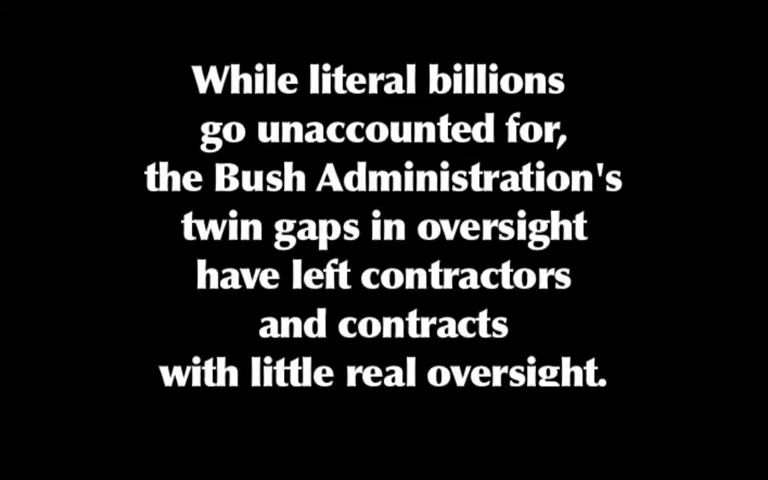 While literal billions
go unaccounted for,
the Bush Administration's
twin gaps in oversight
have left contractors
and contracts
with little real oversight.